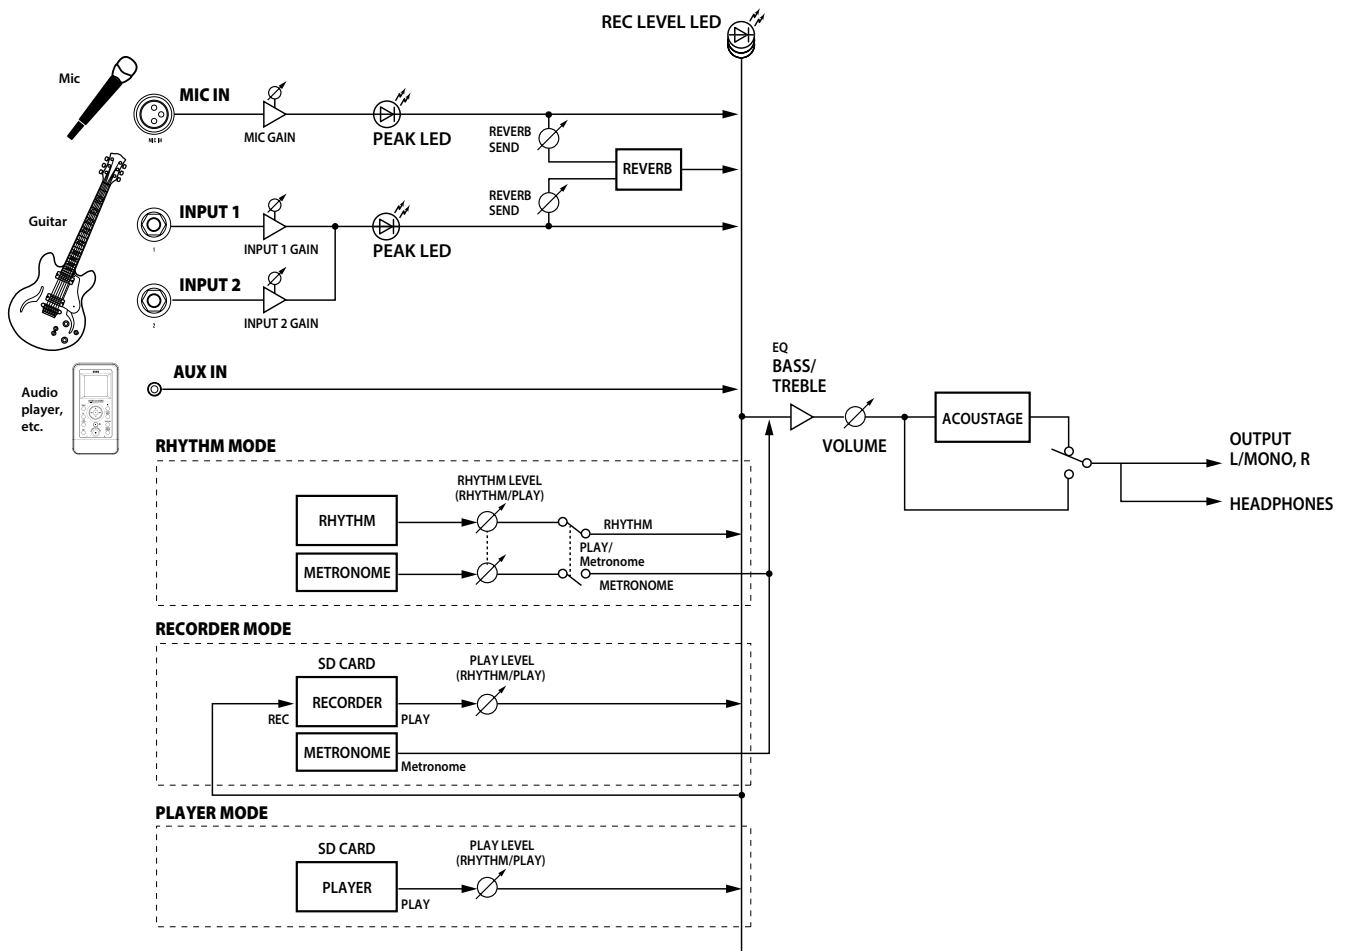 REC LEVEL LED
Mic
MIC IN
MIC IN
MIC GAIN
PEAK LED
REVERB
SEND
REVERB
REVERB
SEND
Guitar
INPUT 1
1
INPUT 1 GAIN
PEAK LED
INPUT 2
2
INPUT 2 GAIN
AUX IN
Audio
player,
etc.
EQ
BASS/
TREBLE
VOLUME
ACOUSTAGE
OUTPUT
L/MONO, R
HEADPHONES
RHYTHM MODE
RHYTHM LEVEL
(RHYTHM/PLAY)
RHYTHM
RHYTHM
PLAY/
Metronome
METRONOME
METRONOME
RECORDER MODE
SD CARD
PLAY LEVEL
(RHYTHM/PLAY)
RECORDER
REC
PLAY
METRONOME
Metronome
PLAYER MODE
SD CARD
PLAY LEVEL
(RHYTHM/PLAY)
PLAYER
PLAY